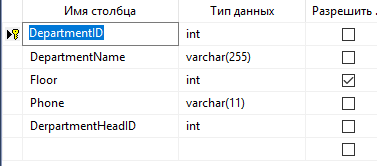 Имя столбца Тип данных Разрешить
DepartmentID int
DepartmentName varchar(255)
Floor int
Phone varchar(11)
DerpartmentHeadID int